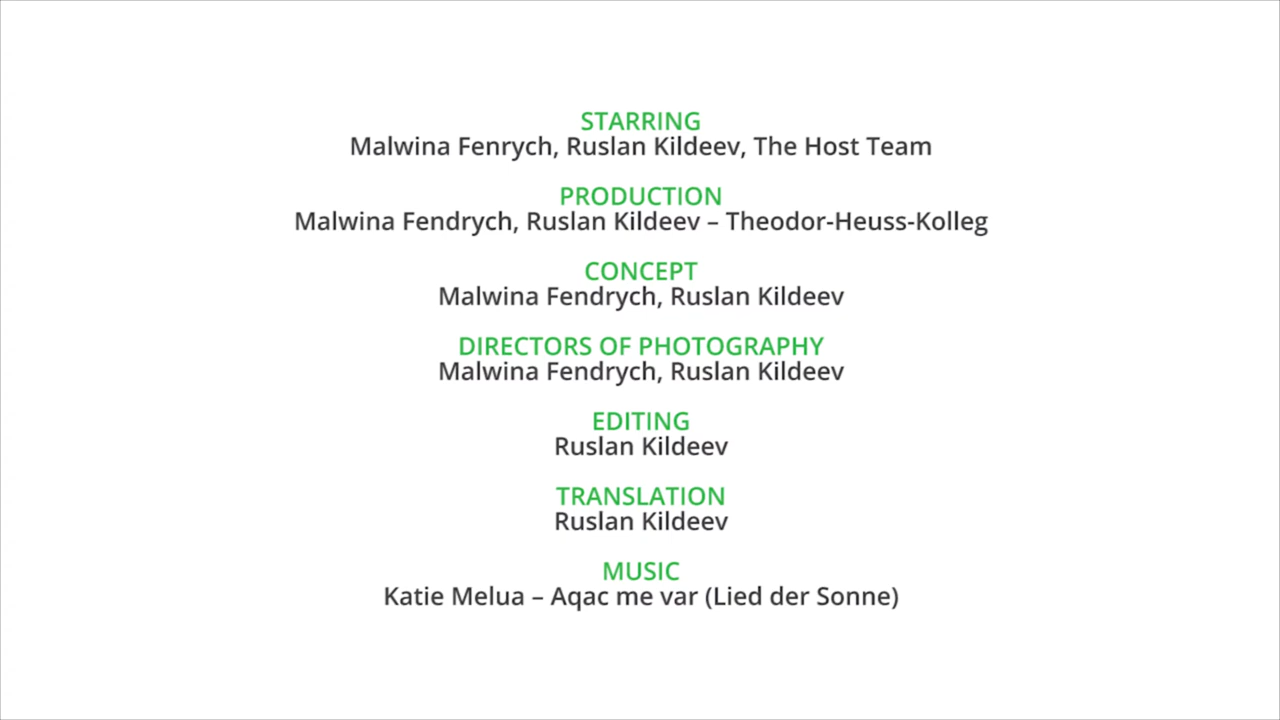 STARRING
Malwina Fenrych, Ruslan Kildeev, The Host Team
PRODUCTION
Malwina Fendrych, Ruslan Kildeev – Theodor-Heuss-Kolleg
CONCEPT
Malwina Fendrych, Ruslan Kildeev
DIRECTORS OF PHOTOGRAPHY
Malwina Fendrych, Ruslan Kildeev
EDITING
Ruslan Kildeev
TRANSLATION
Ruslan Kildeev
MUSIC
Katie Melua – Aqac me var (Lied der Sonne)